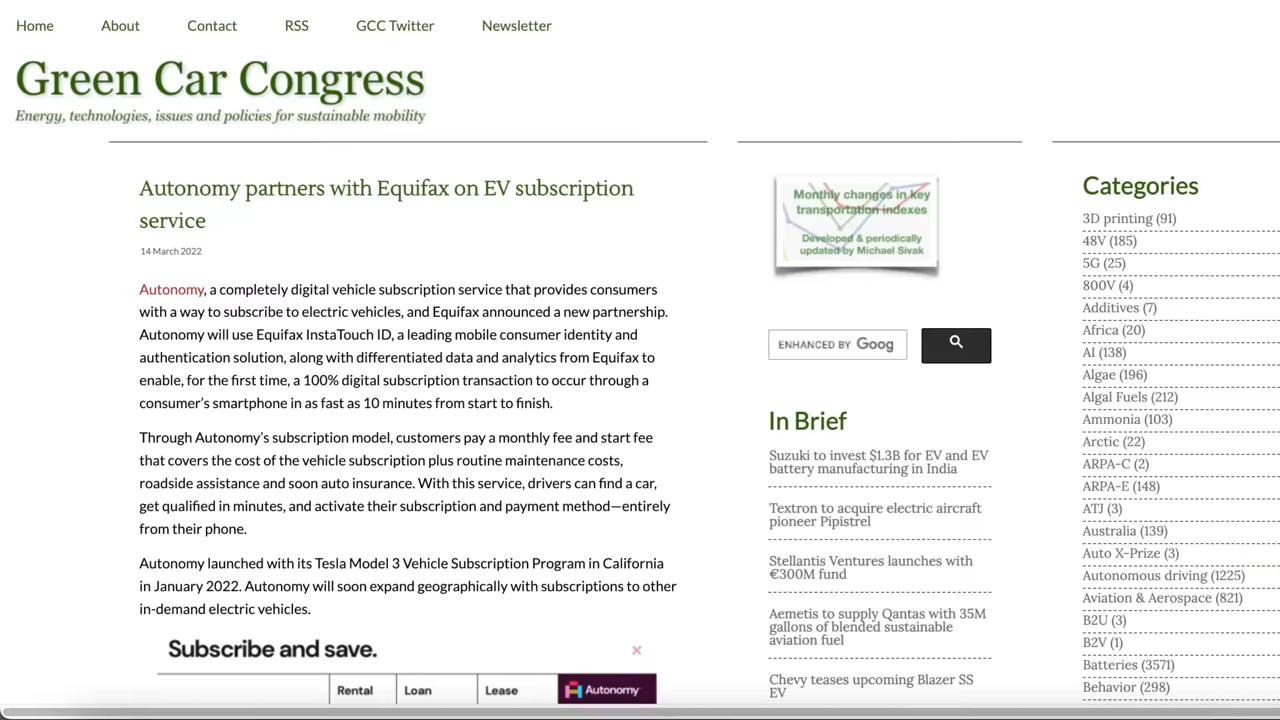 Home About Contact RSS GCC Twitter Newsletter
Green Car Congress
Energy, technologies, issues and policies for sustainable mobility
Autonomy partners with Equifax on EV subscription
service
14 March 2022
Autonomy, a completely digital vehicle subscription service that provides consumers
with a way to subscribe to electric vehicles, and Equifax announced a new partnership.
Autonomy will use Equifax InstaTouch ID, a leading mobile consumer identity and
authentication solution, along with differentiated data and analytics from Equifax to
enable, for the first time, a 100% digital subscription transaction to occur through a
consumer's smartphone in as fast as 10 minutes from start to finish.
Through Autonomy's subscription model, customers pay a monthly fee and start fee
that covers the cost of the vehicle subscription plus routine maintenance costs,
roadside assistance and soon auto insurance. With this service, drivers can find a car,
get qualified in minutes, and activate their subscription and payment method—entirely
from their phone.
Autonomy launched with its Tesla Model 3 Vehicle Subscription Program in California
in January 2022. Autonomy will soon expand geographically with subscriptions to other
in-demand electric vehicles.
Subscribe and save.
Rental Loan Lease Autonomy
Monthly changes in key
transportation indexes
Developed & periodically
updated by Michael Sivak
ENHANCED BY Goog
In Brief
Suzuki to invest $1.3B for EV and EV
battery manufacturing in India
Textron to acquire electric aircraft
pioneer Pipistrel
Stellantis Ventures launches with
€300M fund
Aemetis to supply Qantas with 35M
gallons of blended sustainable
aviation fuel
Chevy teases upcoming Blazer SS
EV
Categories
3D printing (91)
48V (185)
5G (25)
800V (4)
Additives (7)
Africa (20)
AI (138)
Algae (196)
Algal Fuels (212)
Ammonia (103)
Arctic (22)
ARPA-C (2)
ARPA-E (148)
ATJ (3)
Australia (139)
Auto X-Prize (3)
Autonomous driving (1225)
Aviation & Aerospace (821)
B2U (3)
B2V (1)
Batteries (3571)
Behavior (298)